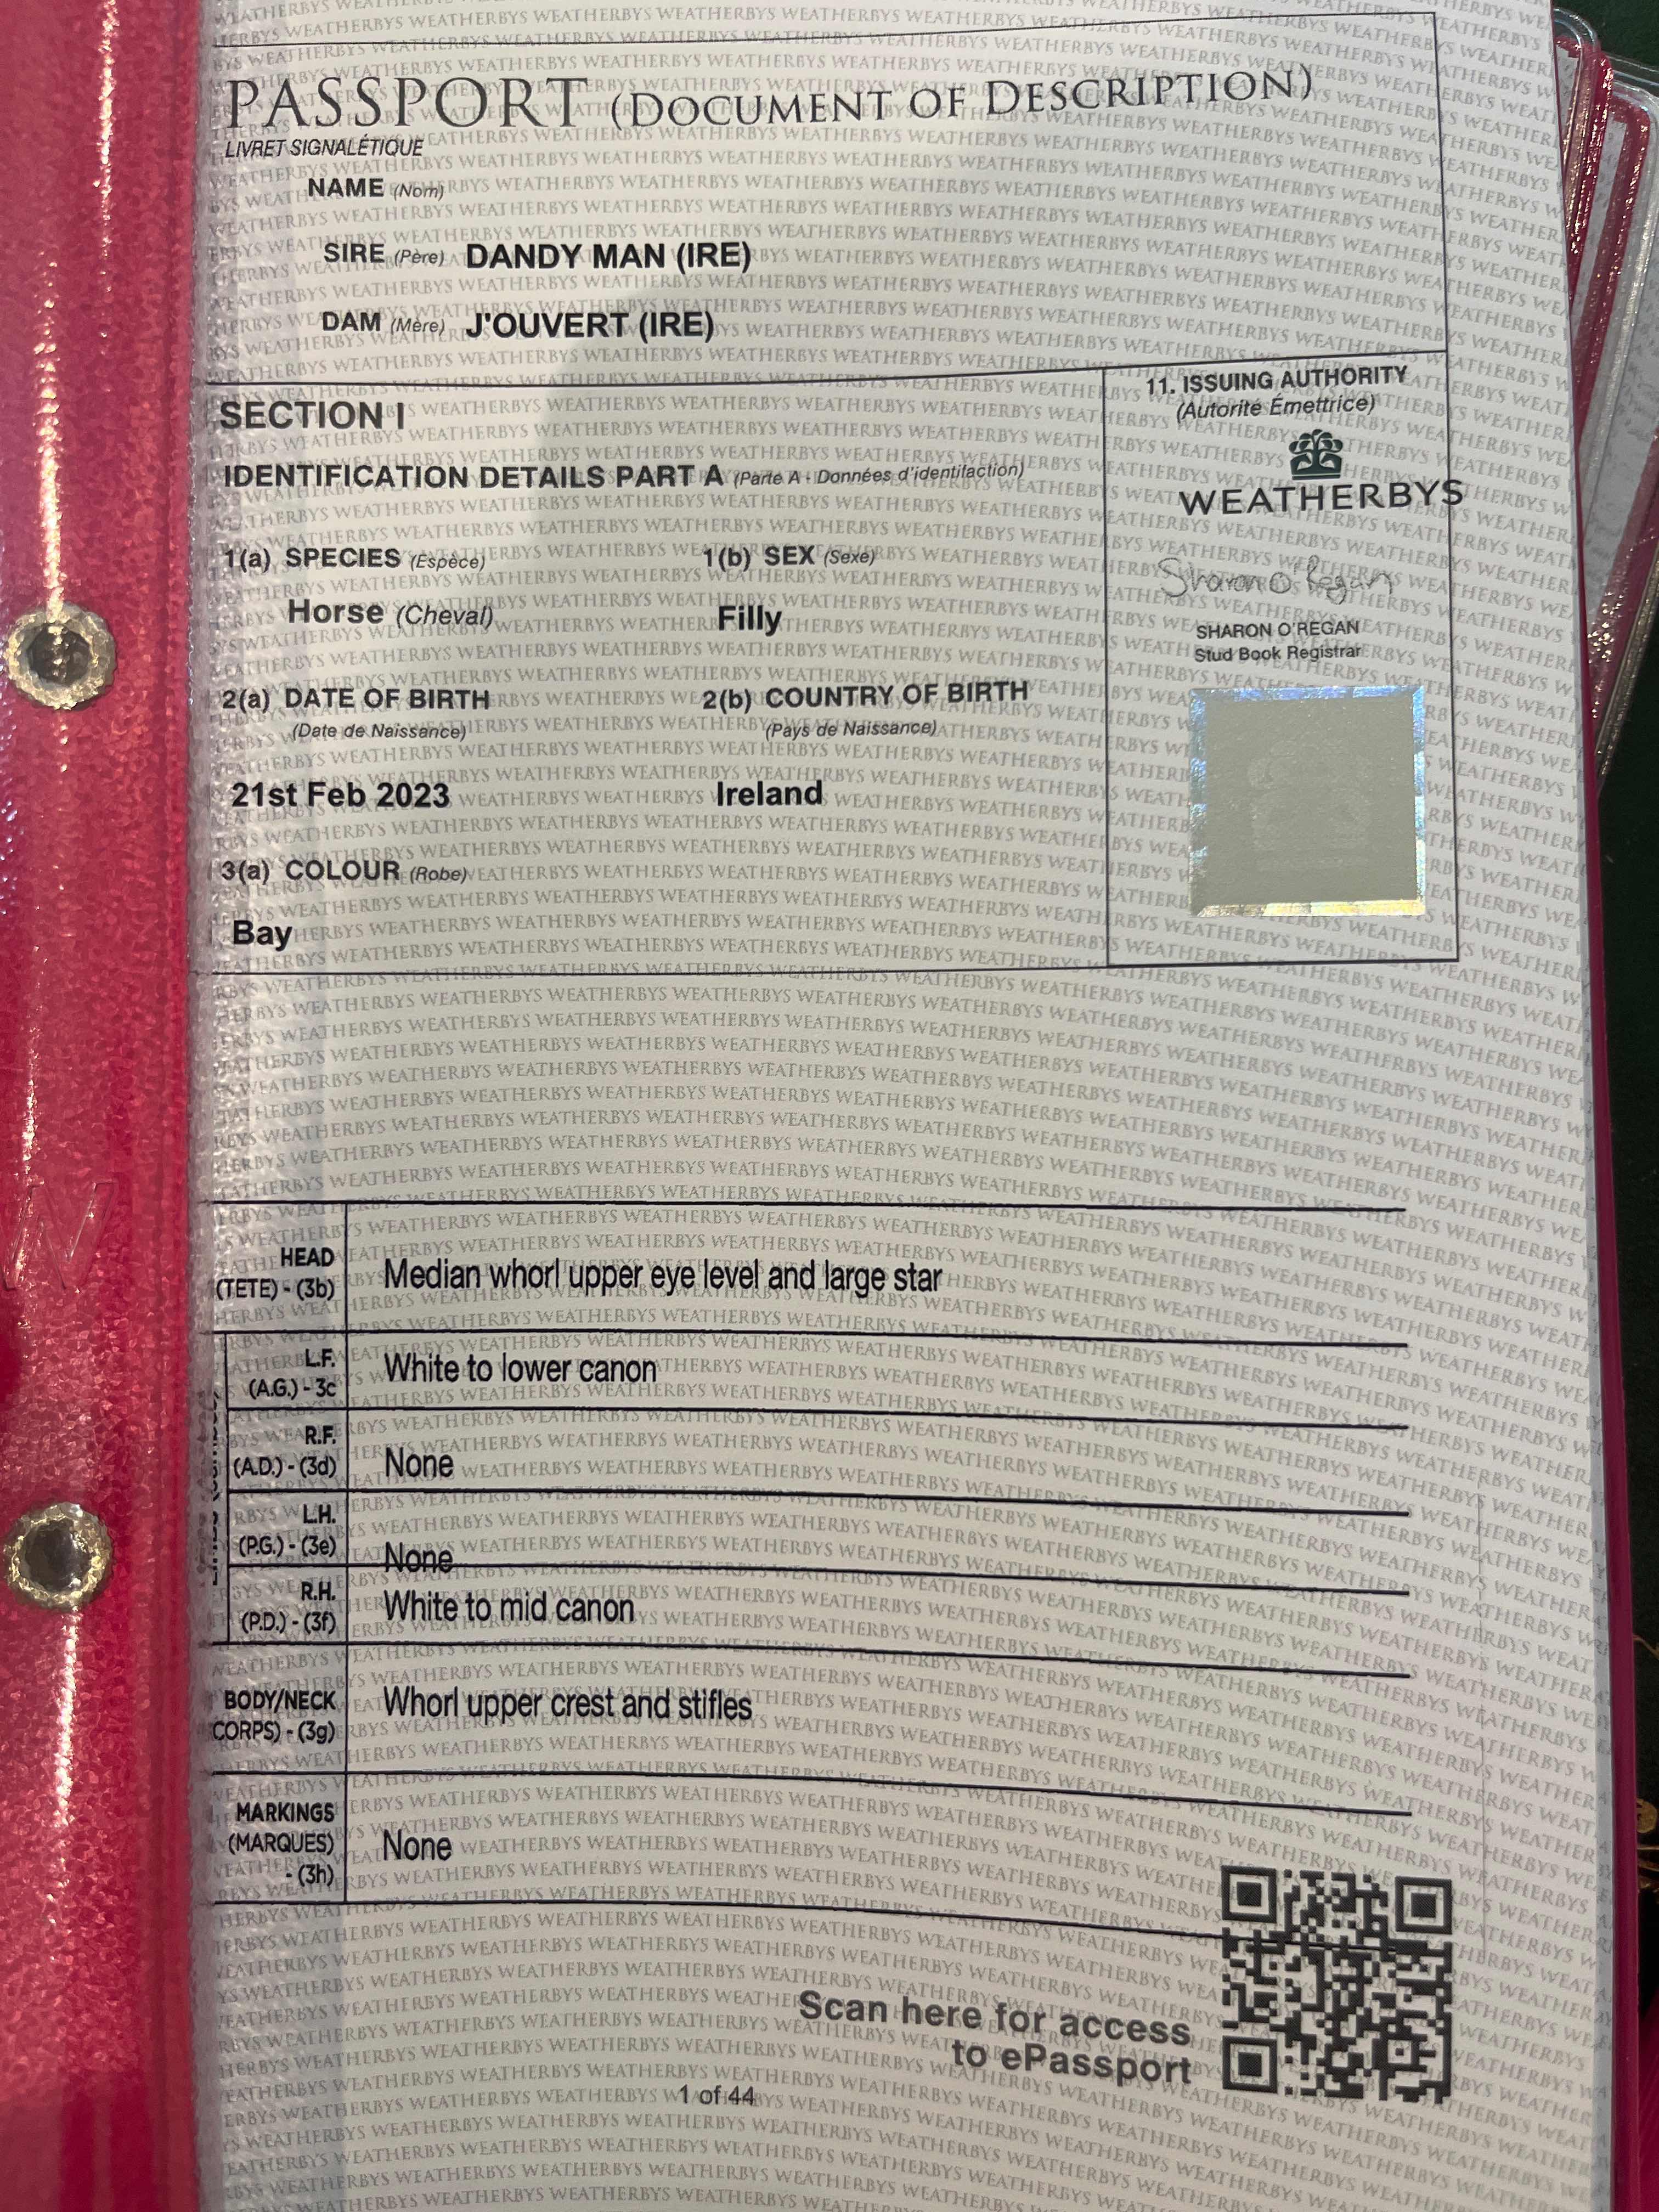 PASSPORT (DOCUMENT OF DESCRIPTION)
LIVRET SIGNALÉTIQUE
NAME (Nom)
SIRE (Père) DANDY MAN (IRE)
DAM (Mère) J'OUVERT (IRE)
SECTION I
IDENTIFICATION DETAILS PART A (Parte A - Données d'identifaction)
1(a) SPECIES (Espèce) 1(b) SEX (Sexe)
Horse (Cheval) Filly
2(a) DATE OF BIRTH 2(b) COUNTRY OF BIRTH
(Date de Naissance) (Pays de Naissance)
21st Feb 2023 Ireland
3(a) COLOUR (Robe)
Bay
11. ISSUING AUTHORITY
(Autorite Émettrice)
WEATHERBYS
Sharon O'Regan
SHARON O'REGAN
Stud Book Registrar
HEAD
(TETE) - (3b) Median whorl upper eye level and large star
L.F.
(A.G.) - 3c White to lower canon
R.F.
(A.D.) - (3d) None
L.H.
(P.G.) - (3e) None
R.H.
(P.D.) - (3f) White to mid canon
BODY/NECK
CORPS) - (3g) Whorl upper crest and stifles
MARKINGS
(MARQUES)
- (3h) None
Scan here for access
to ePassport
1 of 44